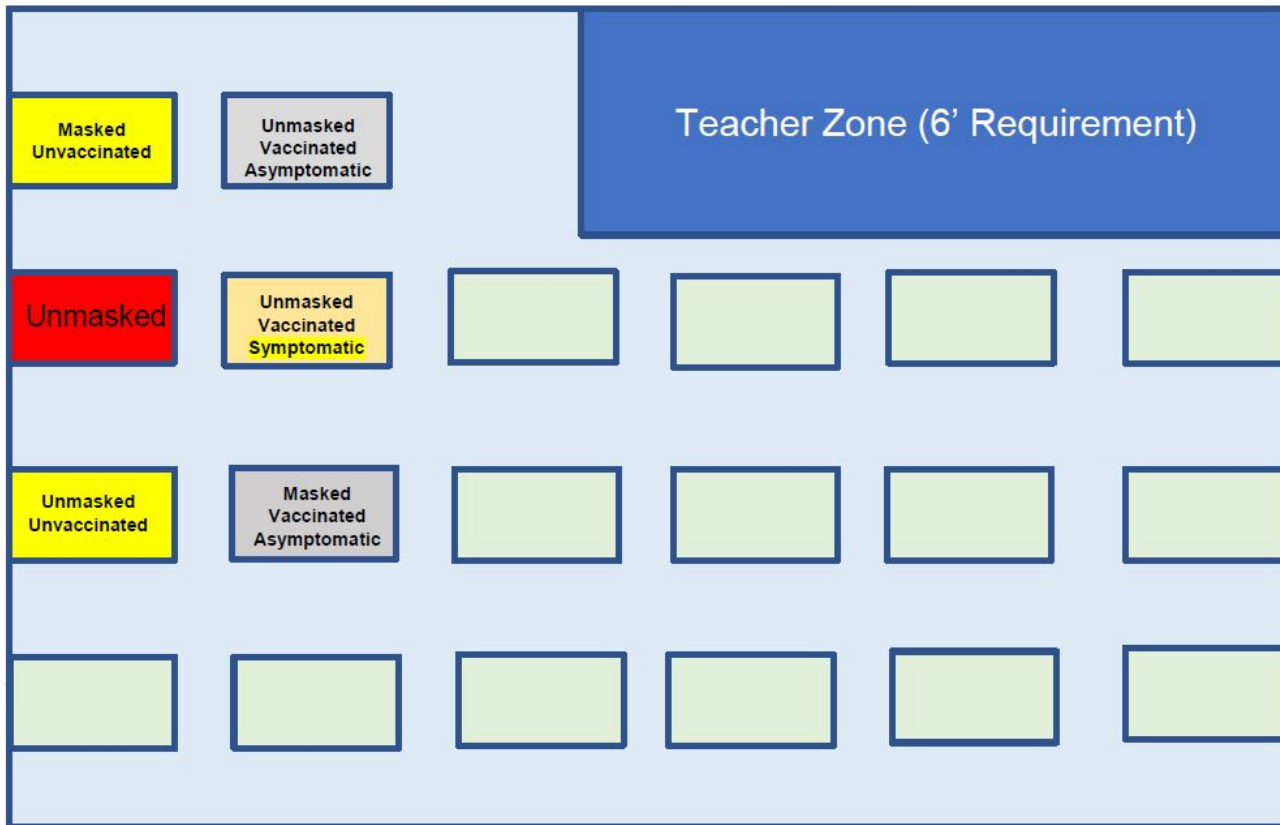 Teacher Zone (6’ Requirement)
Masked
Unvaccinated
Unmasked
Vaccinated
Asymptomatic
Unmasked
Unmasked
Vaccinated
Symptomatic
Unmasked
Unvaccinated
Masked
Vaccinated
Asymptomatic